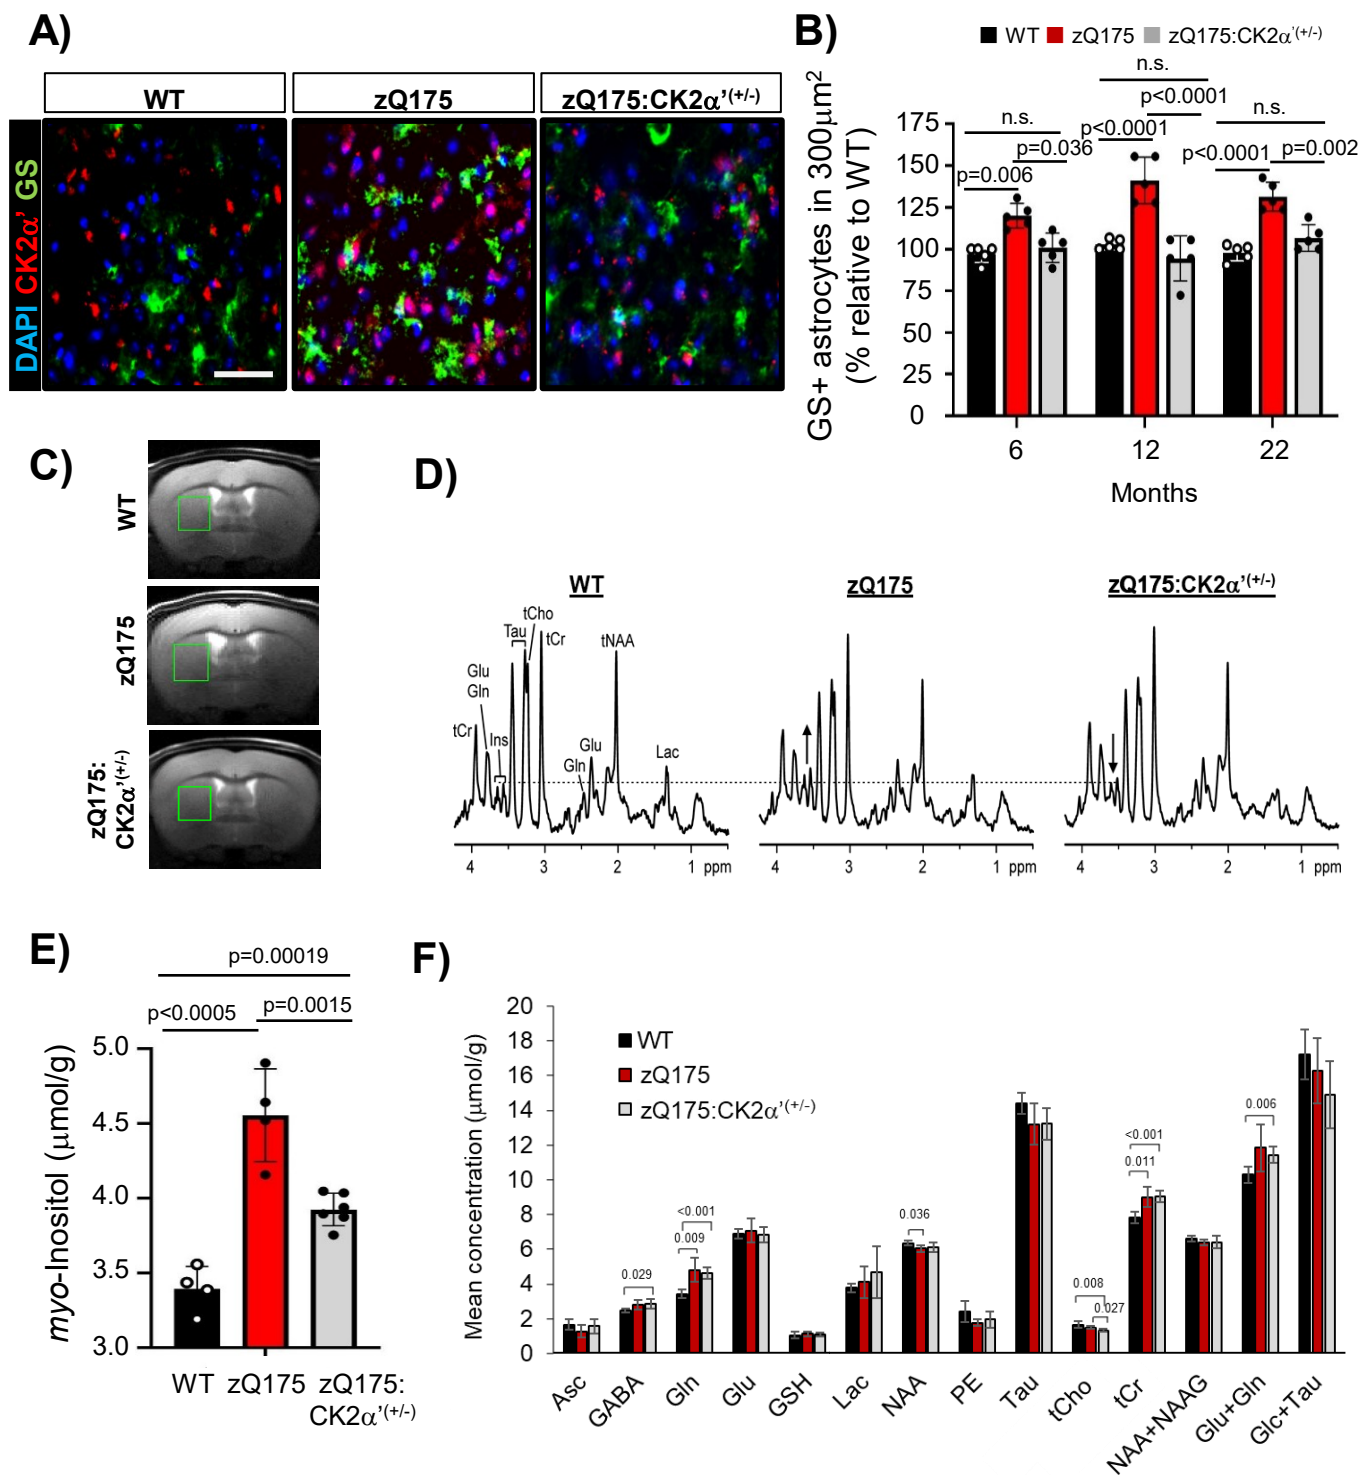 A)
WT
zQ175
zQ175:CK2α'(+/-)
DAPI CK2α' GS
B)
WT zQ175 zQ175:CK2α'(+/-)
GS+ astrocytes in 300μm2
(% relative to WT)
n.s.
p<0.0001
n.s.
p<0.0001
n.s.
p=0.036
p<0.0001
p=0.002
p=0.006
175
150
125
100
75
50
25
0
6 12 22
Months
C)
WT
zQ175
zQ175:
CK2α'(+/-)
D)
WT
zQ175
zQ175:CK2α'(+/-)
tCho
Tau
tCr
tNAA
Glu
Gln
tCr
Ins
Glu
Gln
Lac
4 3 2 1 ppm
4 3 2 1 ppm
4 3 2 1 ppm
E)
p=0.00019
p<0.0005
p=0.0015
myo-Inositol (μmol/g)
5.0
4.5
4.0
3.5
3.0
WT zQ175 zQ175:
CK2α'(+/-)
F)
Mean concentration (μmol/g)
20
18
16
14
12
10
8
6
4
2
0
WT
zQ175
zQ175:CK2α'(+/-)
0.029
<0.001
0.009
0.036
0.008
0.027
<0.001
0.011
0.006
Asc
GABA
Gln
Glu
GSH
Lac
NAA
PE
Tau
tCho
tCr
NAA+NAAG
Glu+Gln
Glc+Tau